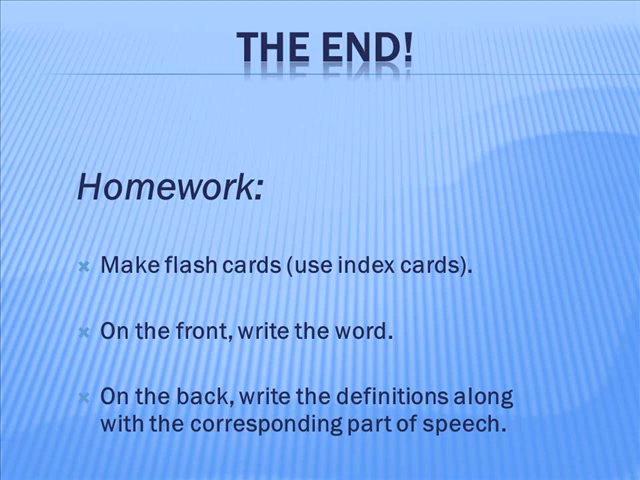 THE END!
Homework:
Make flash cards (use index cards).
On the front, write the word.
On the back, write the definitions along
with the corresponding part of speech.